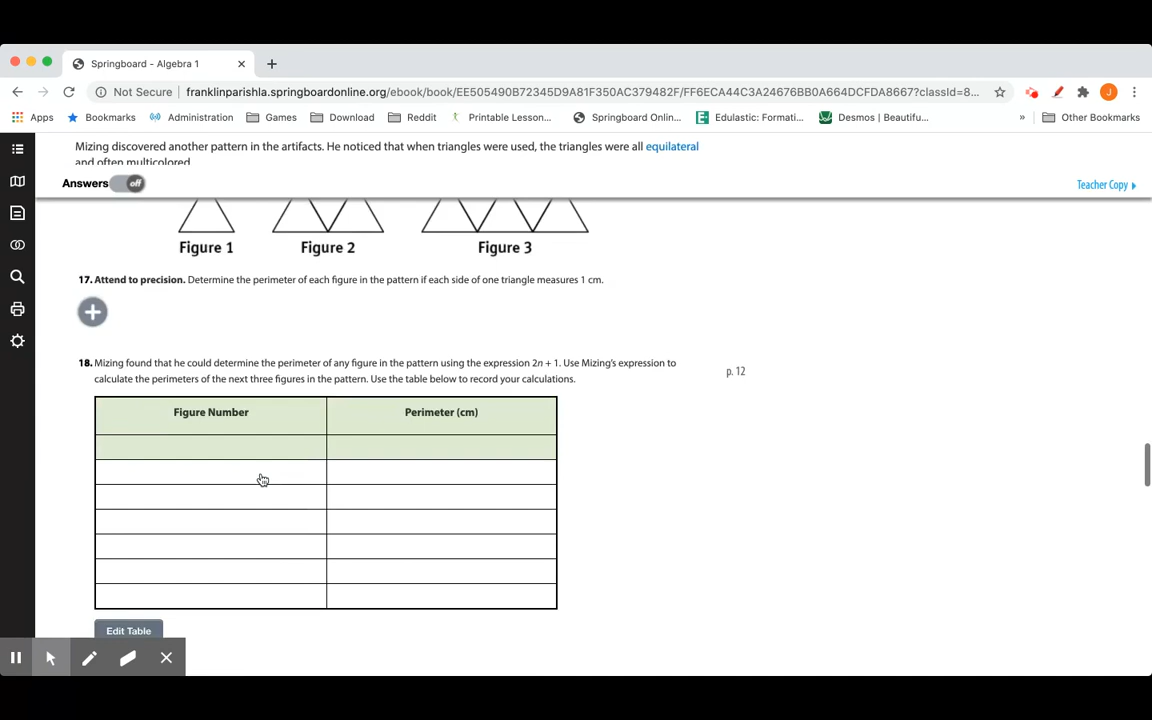 Springboard - Algebra 1
Not Secure | franklinparishla.springboardonline.org/ebook/book/EE505490B72345D9A81F350AC379482F/FF6ECA44C3A24676BB0A664DCFDA8667?classId=8...
Apps Bookmarks Administration Games Download Reddit Printable Lesson... Springboard Onlin... Edulastic: Formati... Desmos | Beautifu... » Other Bookmarks
Mizing discovered another pattern in the artifacts. He noticed that when triangles were used, the triangles were all equilateral
and often multicolored
Answers off Teacher Copy
Figure 1 Figure 2 Figure 3
17. Attend to precision. Determine the perimeter of each figure in the pattern if each side of one triangle measures 1 cm.
18. Mizing found that he could determine the perimeter of any figure in the pattern using the expression 2n + 1. Use Mizing's expression to
calculate the perimeters of the next three figures in the pattern. Use the table below to record your calculations.
p. 12
Figure Number Perimeter (cm)
Edit Table